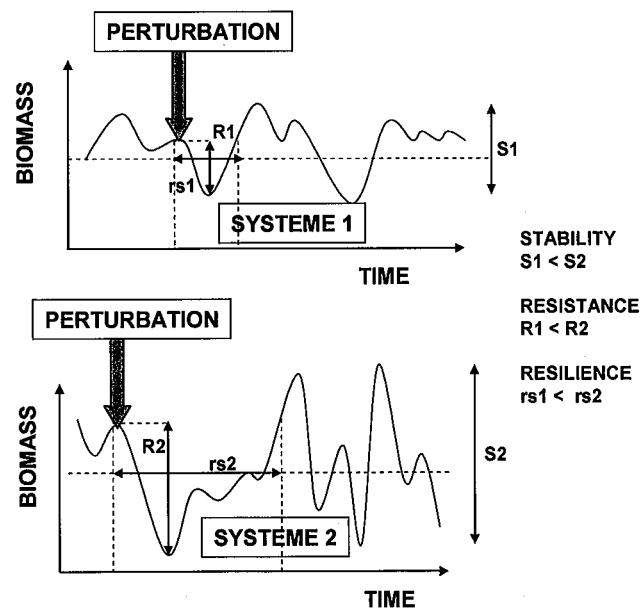 PERTURBATION
BIOMASS
R1
rs1
S1
SYSTEME 1
TIME
STABILITY
S1 < S2
RESISTANCE
R1 < R2
RESILIENCE
rs1 < rs2
PERTURBATION
BIOMASS
R2
rs2
S2
SYSTEME 2
TIME